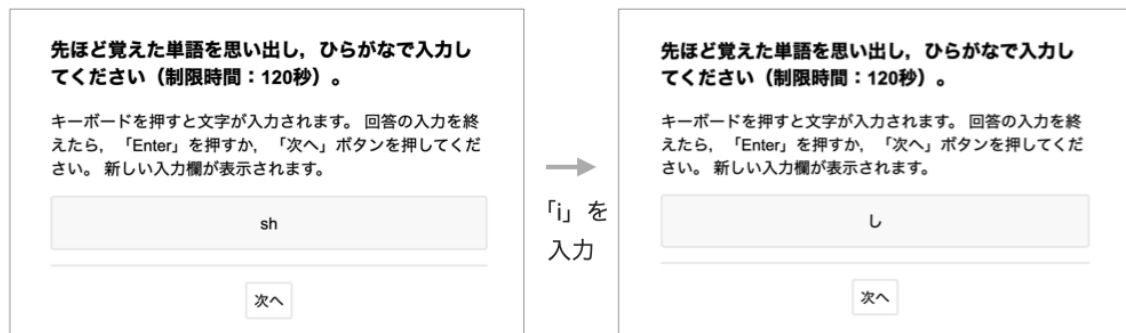 先ほど覚えた単語を思い出し，ひらがなで入力し
てください（制限時間：120秒）。
キーボードを押すと文字が入力されます。 回答の入力を終
えたら，「Enter」を押すか，「次へ」ボタンを押してくだ
さい。 新しい入力欄が表示されます。
sh
次へ
「i」を
入力
先ほど覚えた単語を思い出し，ひらがなで入力し
てください（制限時間：120秒）。
キーボードを押すと文字が入力されます。 回答の入力を終
えたら，「Enter」を押すか，「次へ」ボタンを押してくだ
さい。 新しい入力欄が表示されます。
し
次へ